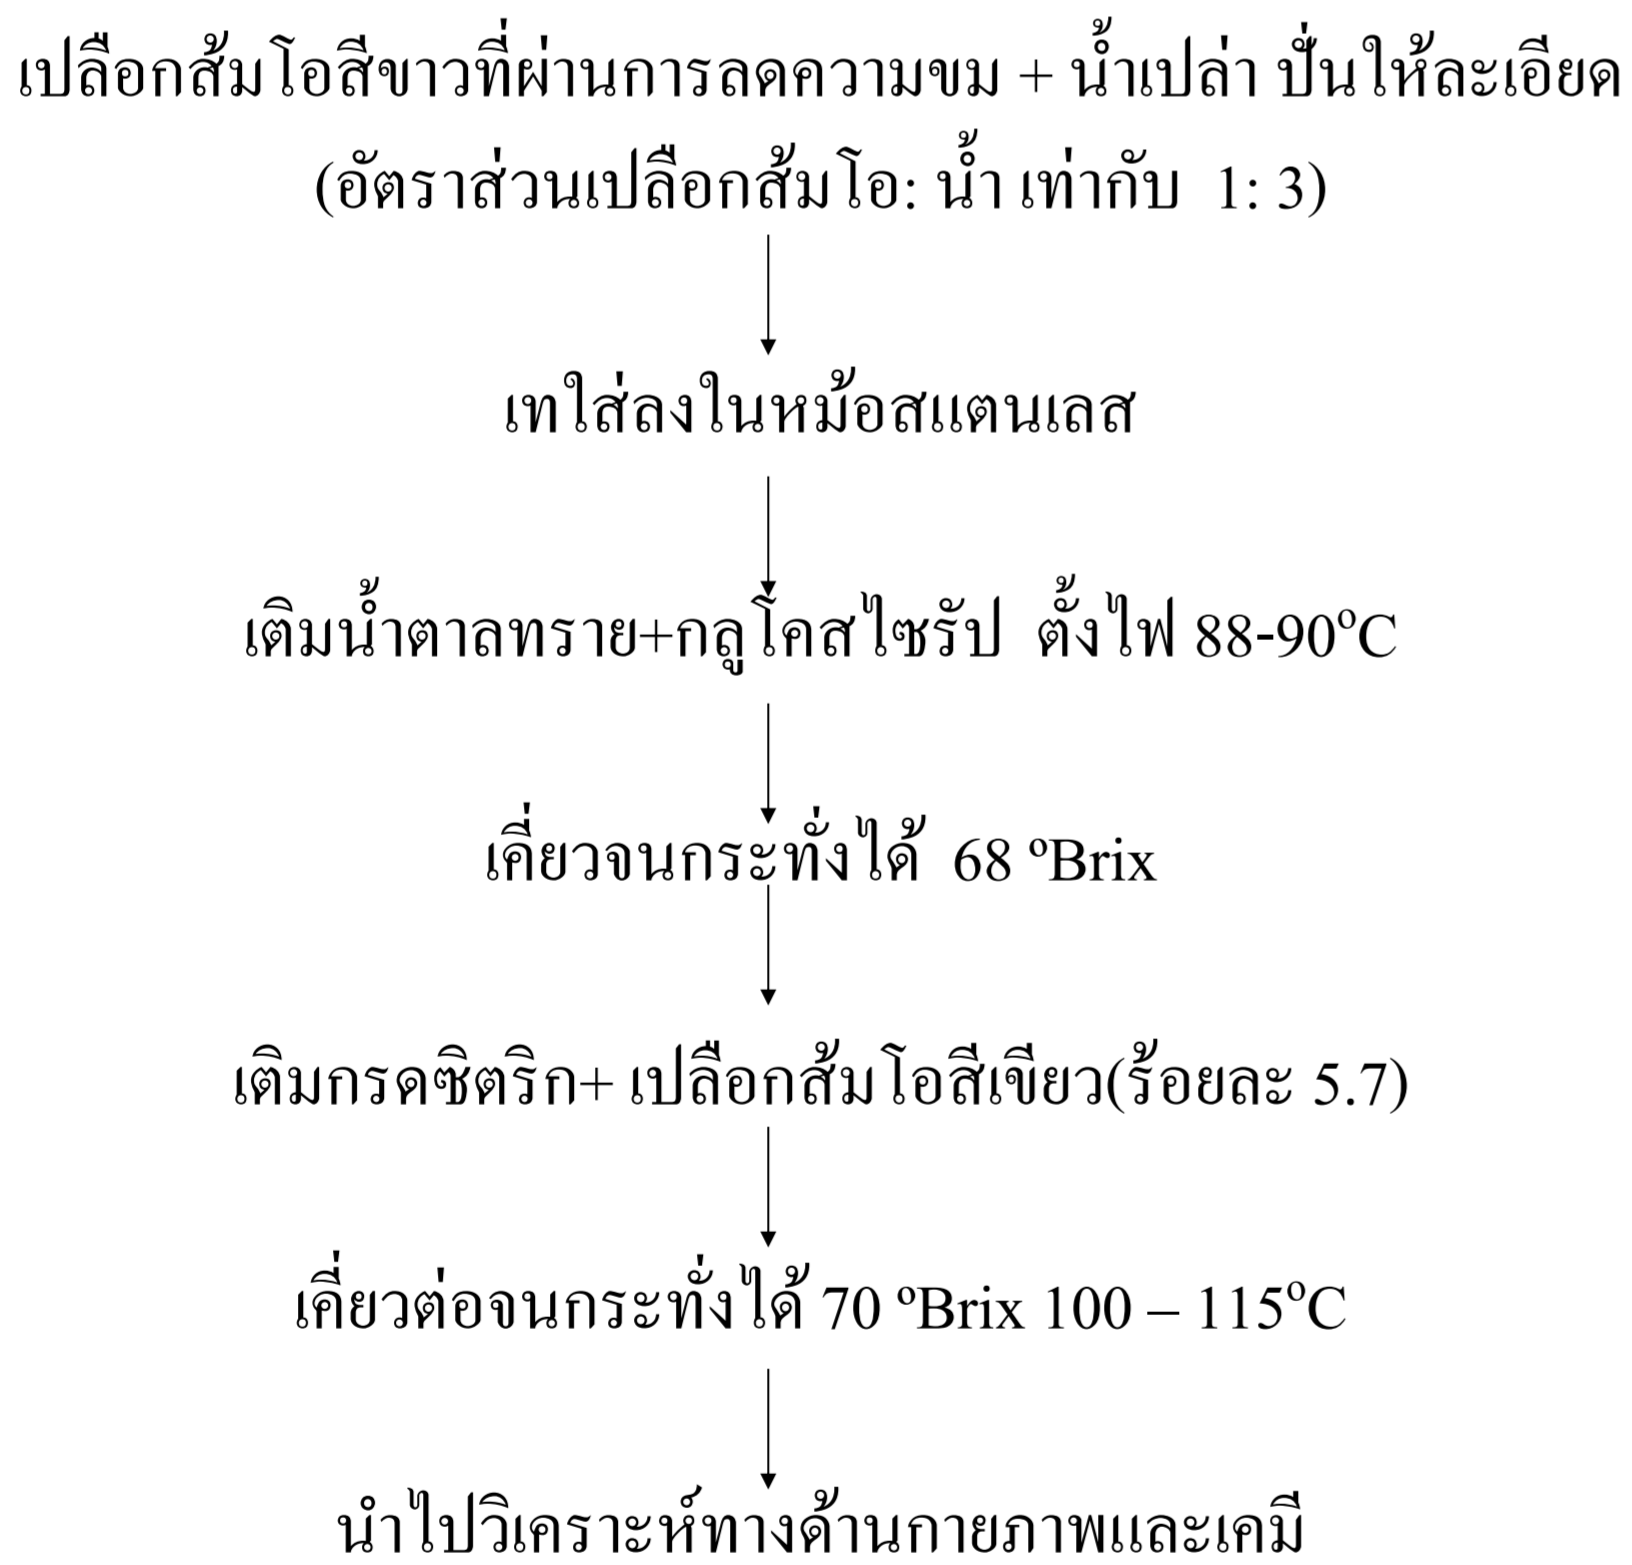 เปลือกส้มโอสีขาวที่ผ่านการลดความขม + น้ำเปล่า ปั่นให้ละเอียด
(อัตราส่วนเปลือกส้มโอ: น้ำ เท่ากับ 1: 3)
เทใส่ลงในหม้อสแตนเลส
เติมน้ำตาลทราย+กลูโคสไซรัป ตั้งไฟ 88-90°C
เคี่ยวจนกระทั่งได้ 68 °Brix
เติมกรดซิตริก+ เปลือกส้มโอสีเขียว(ร้อยละ 5.7)
เคี่ยวต่อจนกระทั่งได้ 70 °Brix 100 – 115°C
นำไปวิเคราะห์ทางด้านกายภาพและเคมี